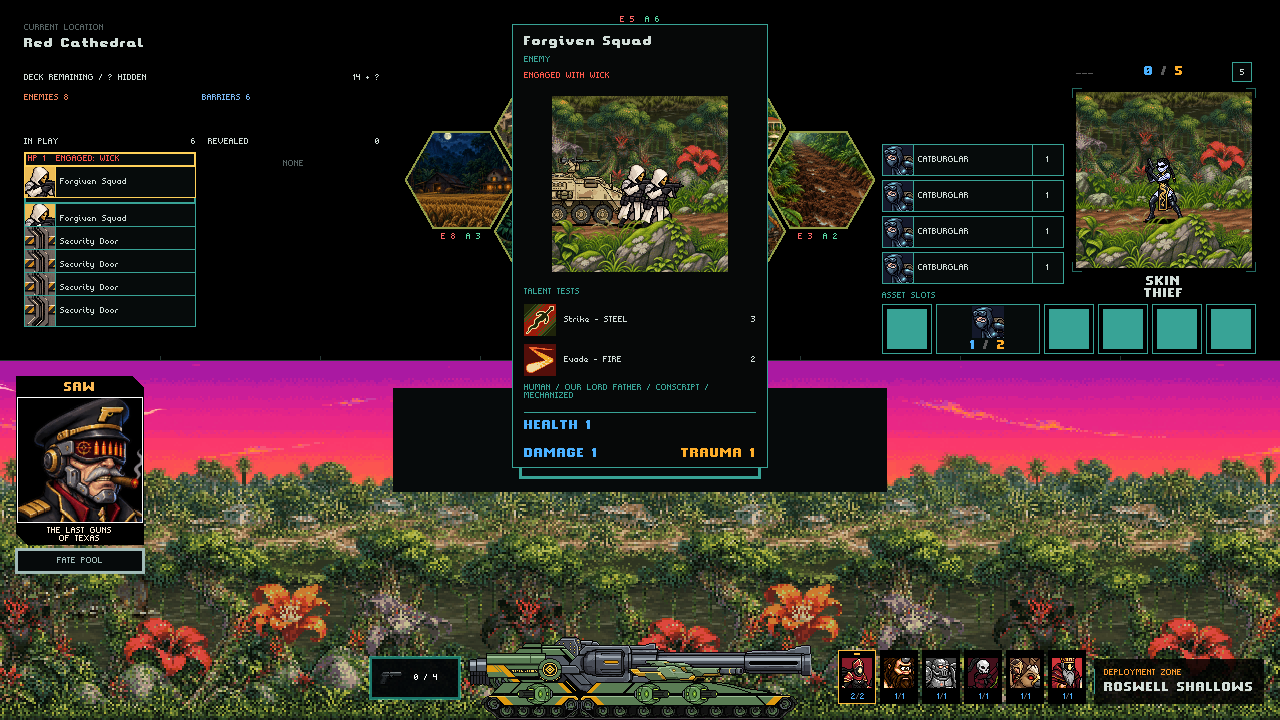 CURRENT LOCATION
Red Cathedral
DECK REMAINING / ? HIDDEN
14 + ?
ENEMIES 8
BARRIERS 6
IN PLAY
6
REVEALED
0
NONE
HP 1 ENGAGED: WICK
Forgiven Squad
Forgiven Squad
Security Door
Security Door
Security Door
Security Door
E 5 A 6
E 8 A 3
E 3 A 2
Forgiven Squad
ENEMY
ENGAGED WITH WICK
TALENT TESTS
Strike - STEEL
3
Evade - FIRE
2
HUMAN / OUR LORD FATHER / CONSCRIPT /
MECHANIZED
HEALTH 1
DAMAGE 1
TRAUMA 1
---
0 / 5
5
CATBURGLAR
1
CATBURGLAR
1
CATBURGLAR
1
CATBURGLAR
1
SKIN
THIEF
ASSET SLOTS
1 / 2
SAW
THE LAST GUNS
OF TEXAS
FATE POOL
0 / 4
2/2
1/1
1/1
1/1
1/1
1/1
DEPLOYMENT ZONE
ROSWELL SHALLOWS